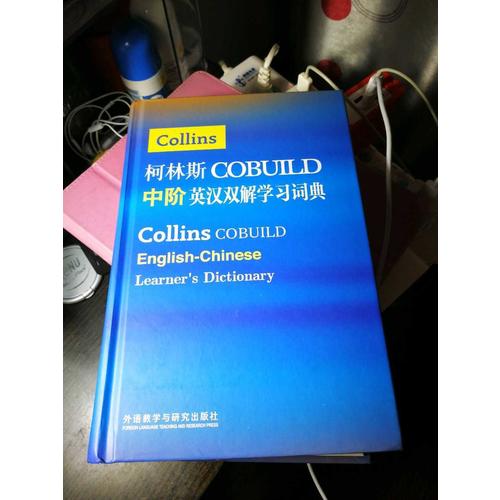 Collins
柯林斯 COBUILD
中阶 英汉双解学习词典
Collins COBUILD
English-Chinese
Learner's Dictionary
外语教学与研究出版社
FOREIGN LANGUAGE TEACHING AND RESEARCH PRESS